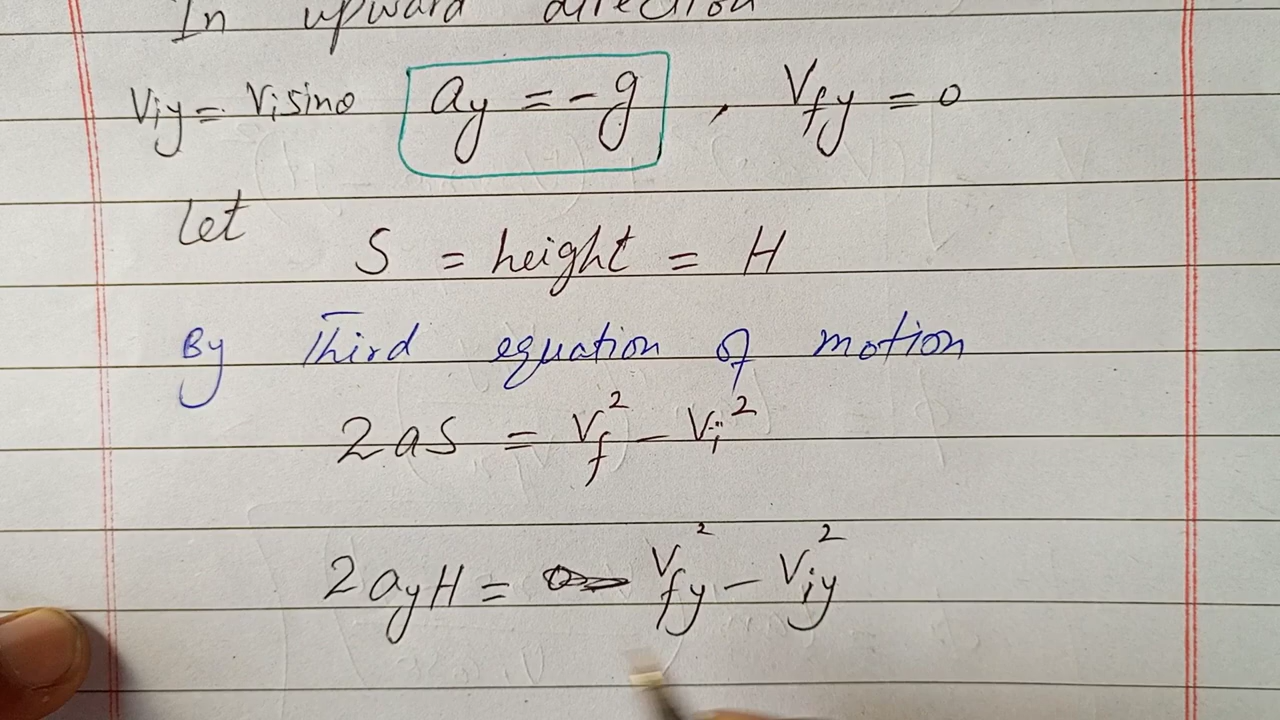 In upward direction
Viy = Visinθ ay = -g , Vfy = 0
Let
S = height = H
By Third equation of motion
2aS = Vf² - Vi²
2ayH = Vfy² - Viy²